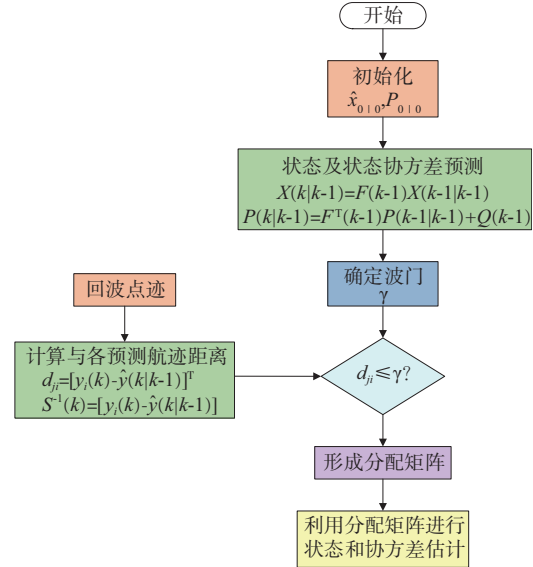 开始
初始化
x̂₀|₀,P₀|₀
状态及状态协方差预测
X(k|k-1)=F(k-1)X(k-1|k-1)
P(k|k-1)=Fᵀ(k-1)P(k-1|k-1)+Q(k-1)
确定波门
γ
回波点迹
计算与各预测航迹距离
dⱼᵢ=[yᵢ(k)-ŷ(k|k-1)]ᵀ
S⁻¹(k)=[yᵢ(k)-ŷ(k|k-1)]
dⱼᵢ≤γ?
形成分配矩阵
利用分配矩阵进行
状态和协方差估计